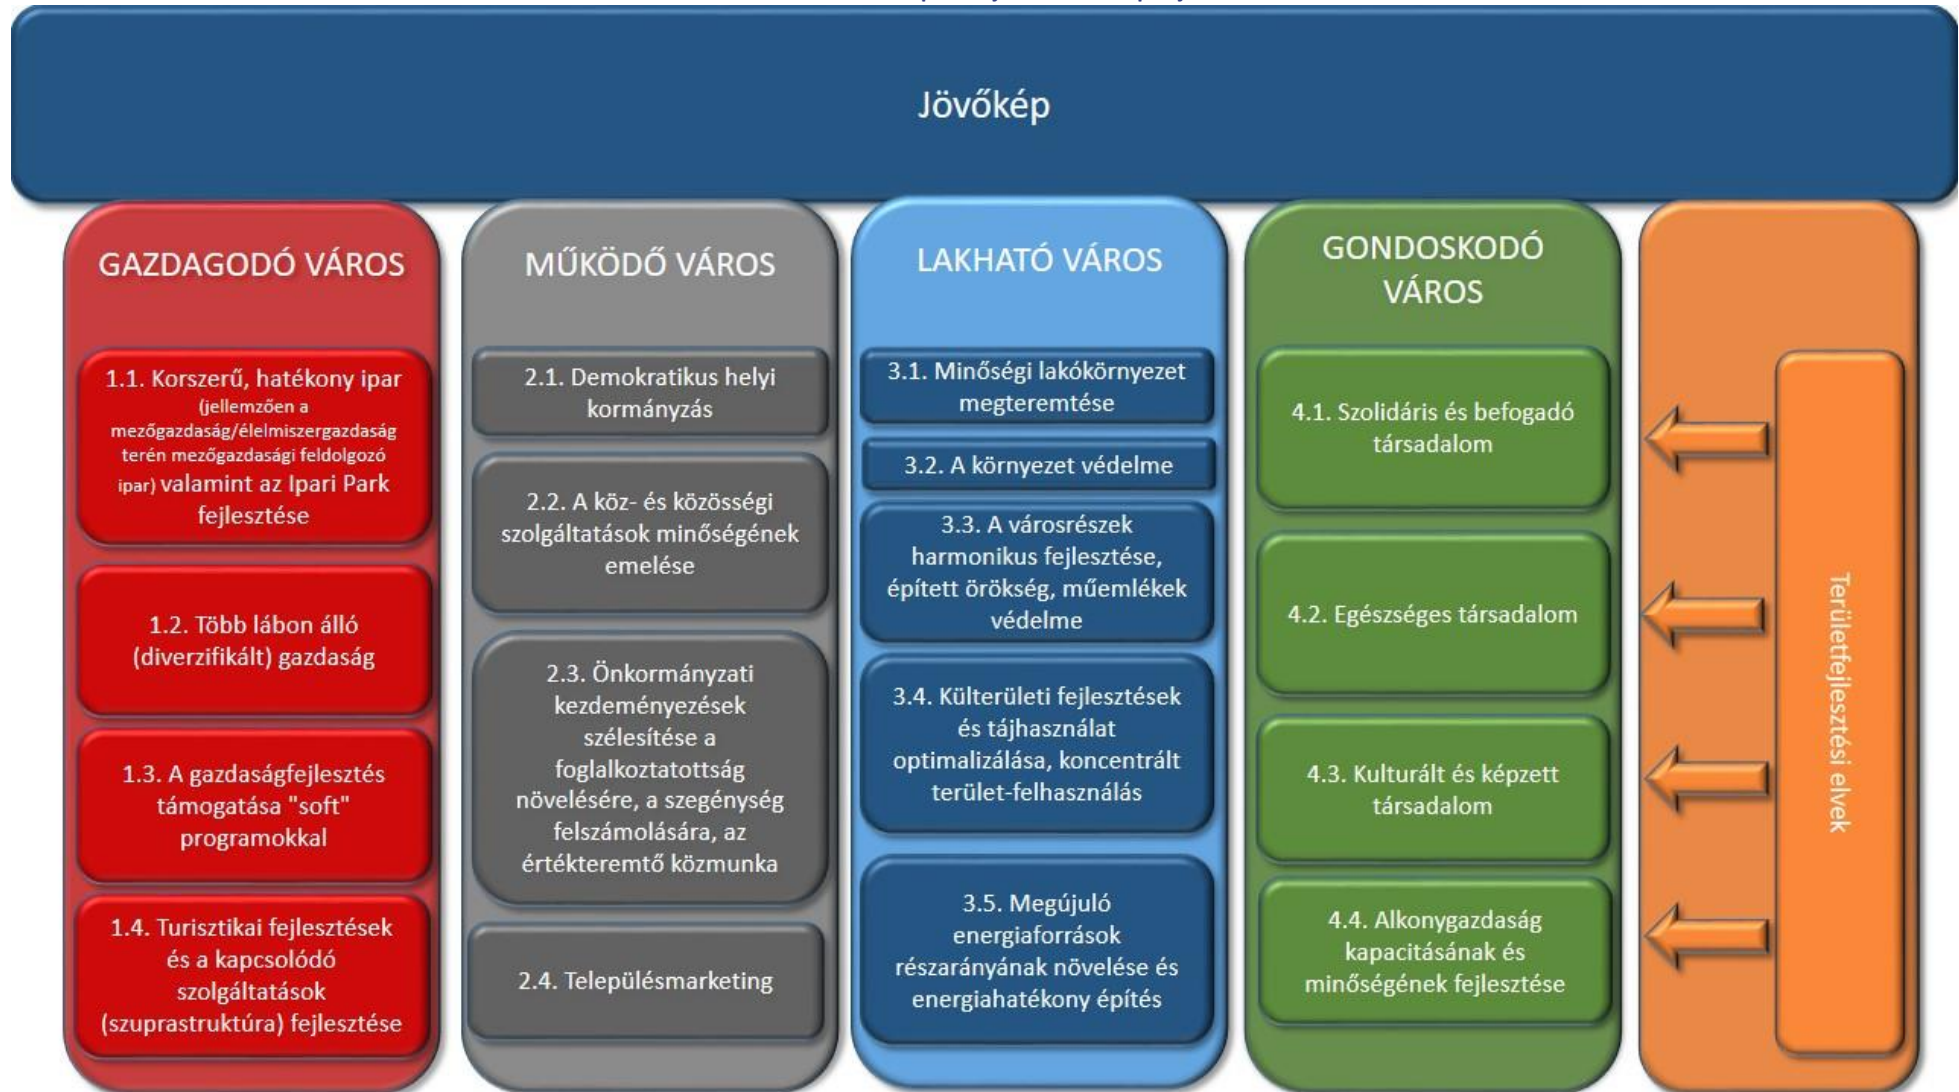 Jövőkép
GAZDAGODÓ VÁROS
1.1. Korszerű, hatékony ipar
(jellemzően a
mezőgazdaság/élelmiszergazdaság
terén mezőgazdasági feldolgozó
ipar) valamint az Ipari Park
fejlesztése
1.2. Több lábon álló
(diverzifikált) gazdaság
1.3. A gazdaságfejlesztés
támogatása "soft"
programokkal
1.4. Turisztikai fejlesztések
és a kapcsolódó
szolgáltatások
(szuprastruktúra) fejlesztése
MŰKÖDŐ VÁROS
2.1. Demokratikus helyi
kormányzás
2.2. A köz- és közösségi
szolgáltatások minőségének
emelése
2.3. Önkormányzati
kezdeményezések
szélesítése a
foglalkoztatottság
növelésére, a szegénység
felszámolására, az
értékteremtő közmunka
2.4. Településmarketing
LAKHATÓ VÁROS
3.1. Minőségi lakókörnyezet
megteremtése
3.2. A környezet védelme
3.3. A városrészek
harmonikus fejlesztése,
épített örökség, műemlékek
védelme
3.4. Külterületi fejlesztések
és tájhasználat
optimalizálása, koncentrált
terület-felhasználás
3.5. Megújuló
energiaforrások
részarányának növelése és
energiahatékony építés
GONDOSKODÓ
VÁROS
4.1. Szolidáris és befogadó
társadalom
4.2. Egészséges társadalom
4.3. Kulturált és képzett
társadalom
4.4. Alkonygazdaság
kapacitásának és
minőségének fejlesztése
Területfejlesztési elvek